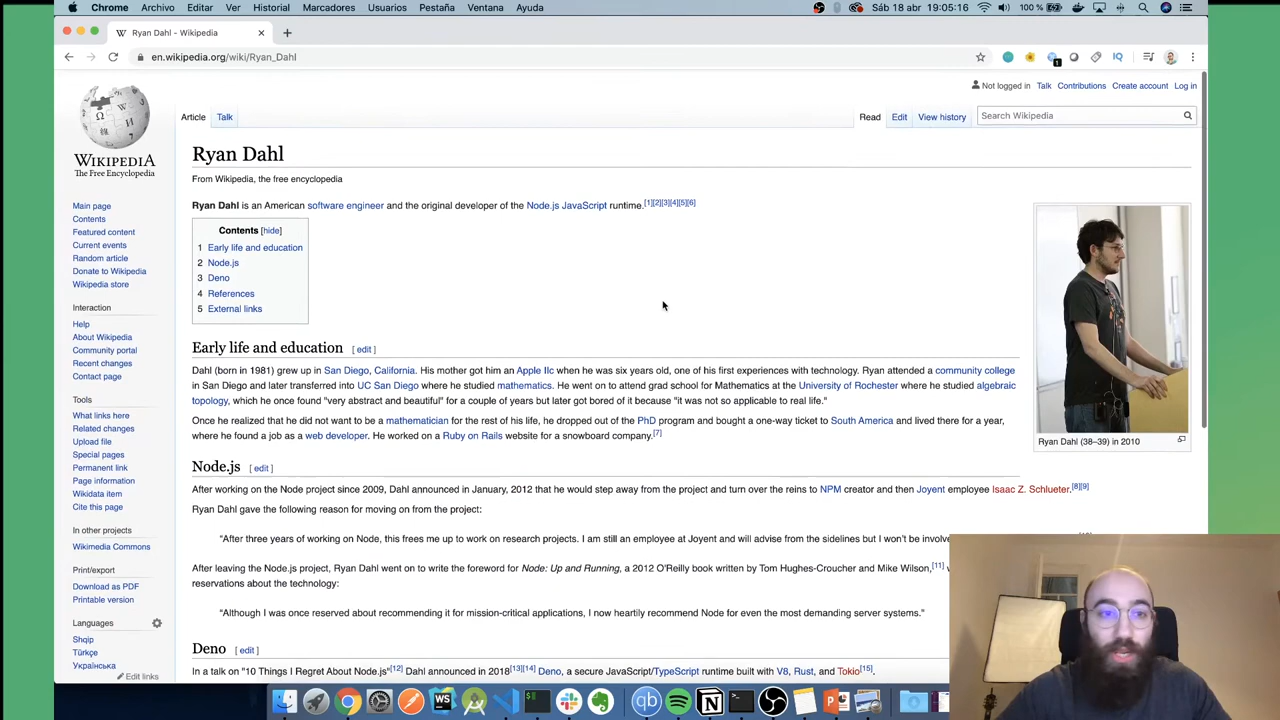 Chrome Archivo Editar Ver Historial Marcadores Usuarios Pestaña Ventana Ayuda 100 % Sáb 18 abr 19:05:16
Ryan Dahl - Wikipedia
en.wikipedia.org/wiki/Ryan_Dahl
Not logged in Talk Contributions Create account Log in
Article Talk Read Edit View history Search Wikipedia
WIKIPEDIA
The Free Encyclopedia
Main page
Contents
Featured content
Current events
Random article
Donate to Wikipedia
Wikipedia store
Interaction
Help
About Wikipedia
Community portal
Recent changes
Contact page
Tools
What links here
Related changes
Upload file
Special pages
Permanent link
Page information
Wikidata item
Cite this page
In other projects
Wikimedia Commons
Print/export
Download as PDF
Printable version
Languages
Shqip
Türkçe
Українська
Edit links
Ryan Dahl
From Wikipedia, the free encyclopedia
Ryan Dahl is an American software engineer and the original developer of the Node.js JavaScript runtime.[1][2][3][4][5][6]
Contents [hide]
1 Early life and education
2 Node.js
3 Deno
4 References
5 External links
Ryan Dahl (38–39) in 2010
Early life and education [ edit ]
Dahl (born in 1981) grew up in San Diego, California. His mother got him an Apple IIc when he was six years old, one of his first experiences with technology. Ryan attended a community college
in San Diego and later transferred into UC San Diego where he studied mathematics. He went on to attend grad school for Mathematics at the University of Rochester where he studied algebraic
topology, which he once found "very abstract and beautiful" for a couple of years but later got bored of it because "it was not so applicable to real life."
Once he realized that he did not want to be a mathematician for the rest of his life, he dropped out of the PhD program and bought a one-way ticket to South America and lived there for a year,
where he found a job as a web developer. He worked on a Ruby on Rails website for a snowboard company.[7]
Node.js [ edit ]
After working on the Node project since 2009, Dahl announced in January, 2012 that he would step away from the project and turn over the reins to NPM creator and then Joyent employee Isaac Z. Schlueter.[8][9]
Ryan Dahl gave the following reason for moving on from the project:
"After three years of working on Node, this frees me up to work on research projects. I am still an employee at Joyent and will advise from the sidelines but I won't be
After leaving the Node.js project, Ryan Dahl went on to write the foreword for Node: Up and Running, a 2012 O'Reilly book written by Tom Hughes-Croucher and Mike Wilson,[11]
reservations about the technology:
"Although I was once reserved about recommending it for mission-critical applications, I now heartily recommend Node for even the most demanding server systems."
Deno [ edit ]
In a talk on "10 Things I Regret About Node.js"[12] Dahl announced in 2018[13][14] Deno, a secure JavaScript/TypeScript runtime built with V8, Rust, and Tokio[15].